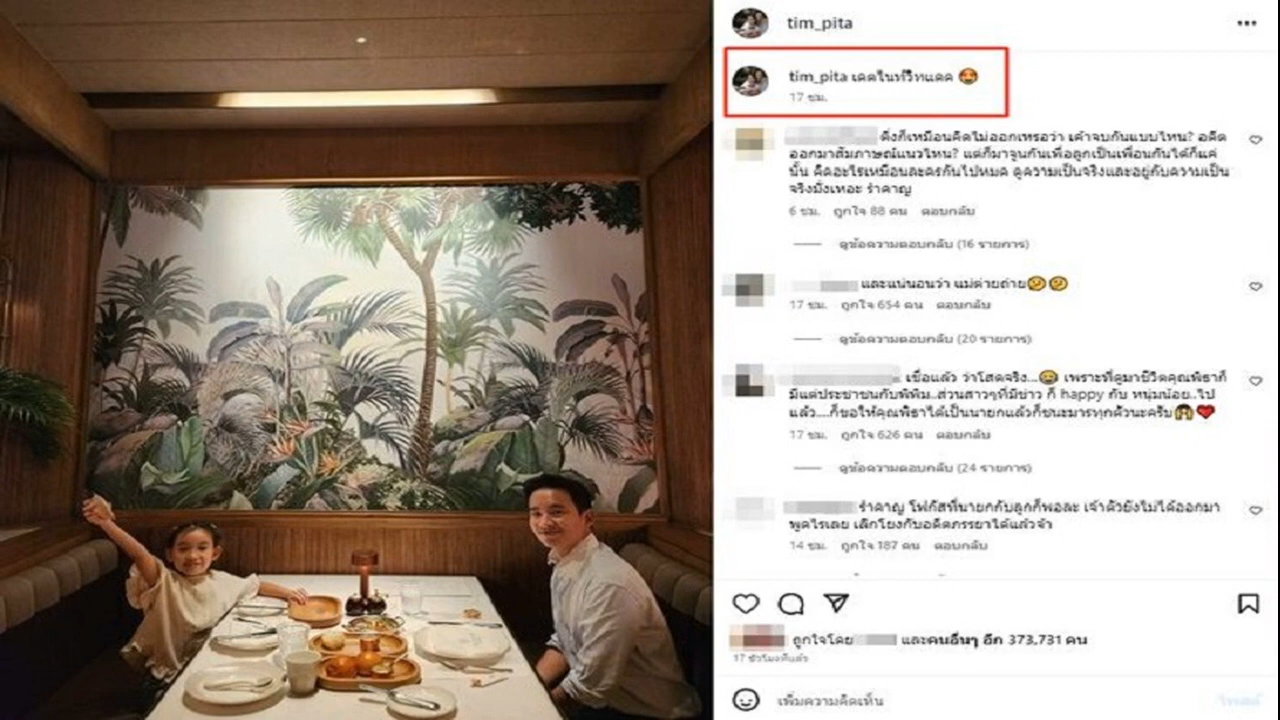 tim_pita
tim_pita เดตไนท์วิทแดด
17 ชม.
ดิ่งก็เหมือนคิดไม่ออกเหรอว่า เค้าจบกันแบบไหน? อดีต
ออกมาสัมภาษณ์แนวไหน? แต่ก็มาจูนกันเพื่อลูกเป็นเพื่อนกันได้ก็แค่
นั้น คิดอะไรเหมือนละครกันไปหมด ดูความเป็นจริงและอยู่กับความเป็น
จริงมั่งเหอะ รำคาญ
6 ชม. ถูกใจ 88 คน ตอบกลับ
ดูข้อความตอบกลับ (16 รายการ)
และแน่นอนว่า แม่ต่ายถ่าย🤣🤣
17 ชม. ถูกใจ 654 คน ตอบกลับ
ดูข้อความตอบกลับ (20 รายการ)
เชื่อแล้ว ว่าโสดจริง.... เพราะที่ดูมาชีวิตคุณพิธาก็
มีแต่ประชาชนกับพิพิม..ส่วนสาวๆที่มีข่าว ก็ happy กับ หนุ่มน้อย..ไป
แล้ว....ก็ขอให้คุณพิธาได้เป็นนายกแล้วก็ชนะมารทุกตัวนะครับ
17 ชม. ถูกใจ 626 คน ตอบกลับ
ดูข้อความตอบกลับ (24 รายการ)
รำคาญ โฟกัสที่นายกกับลูกก็พอละ เจ้าตัวยังไม่ได้ออกมา
พูดไรเลย เลิกโยงกับอดีตภรรยาได้แล้วจ้า
14 ชม. ถูกใจ 187 คน ตอบกลับ
ถูกใจโดย และคนอื่นๆ อีก 373,731 คน
17 ชั่วโมงที่แล้ว
เพิ่มความคิดเห็น
โพสต์